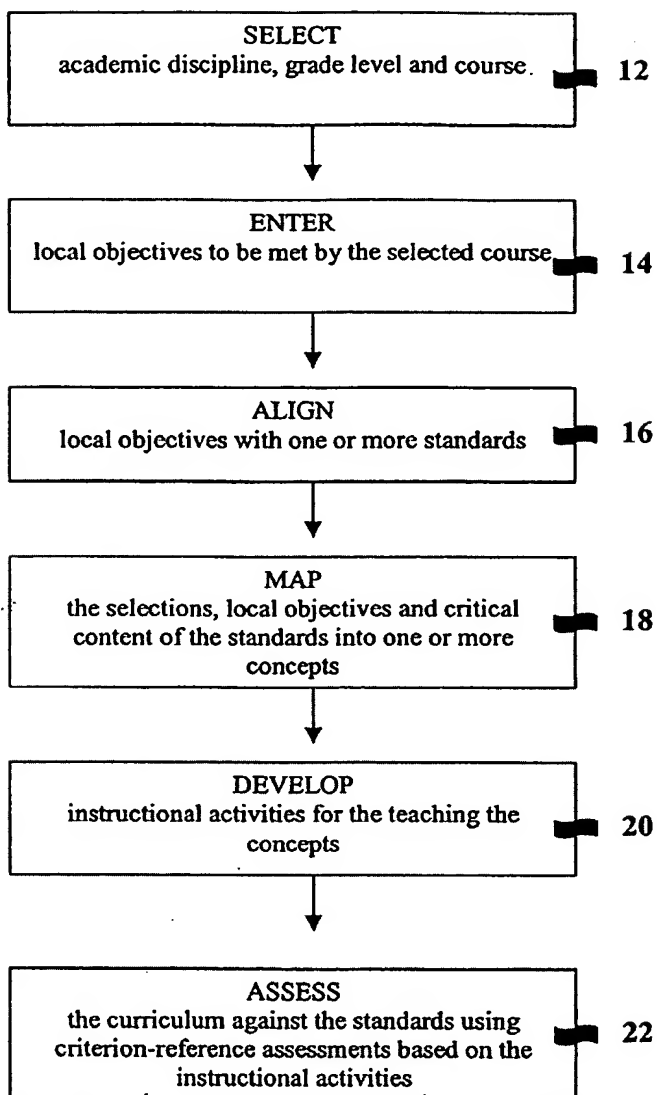 SELECT
academic discipline, grade level and course.
12
ENTER
local objectives to be met by the selected course
14
ALIGN
local objectives with one or more standards
16
MAP
the selections, local objectives and critical
content of the standards into one or more
concepts
18
DEVELOP
instructional activities for the teaching the
concepts
20
ASSESS
the curriculum against the standards using
criterion-reference assessments based on the
instructional activities
22